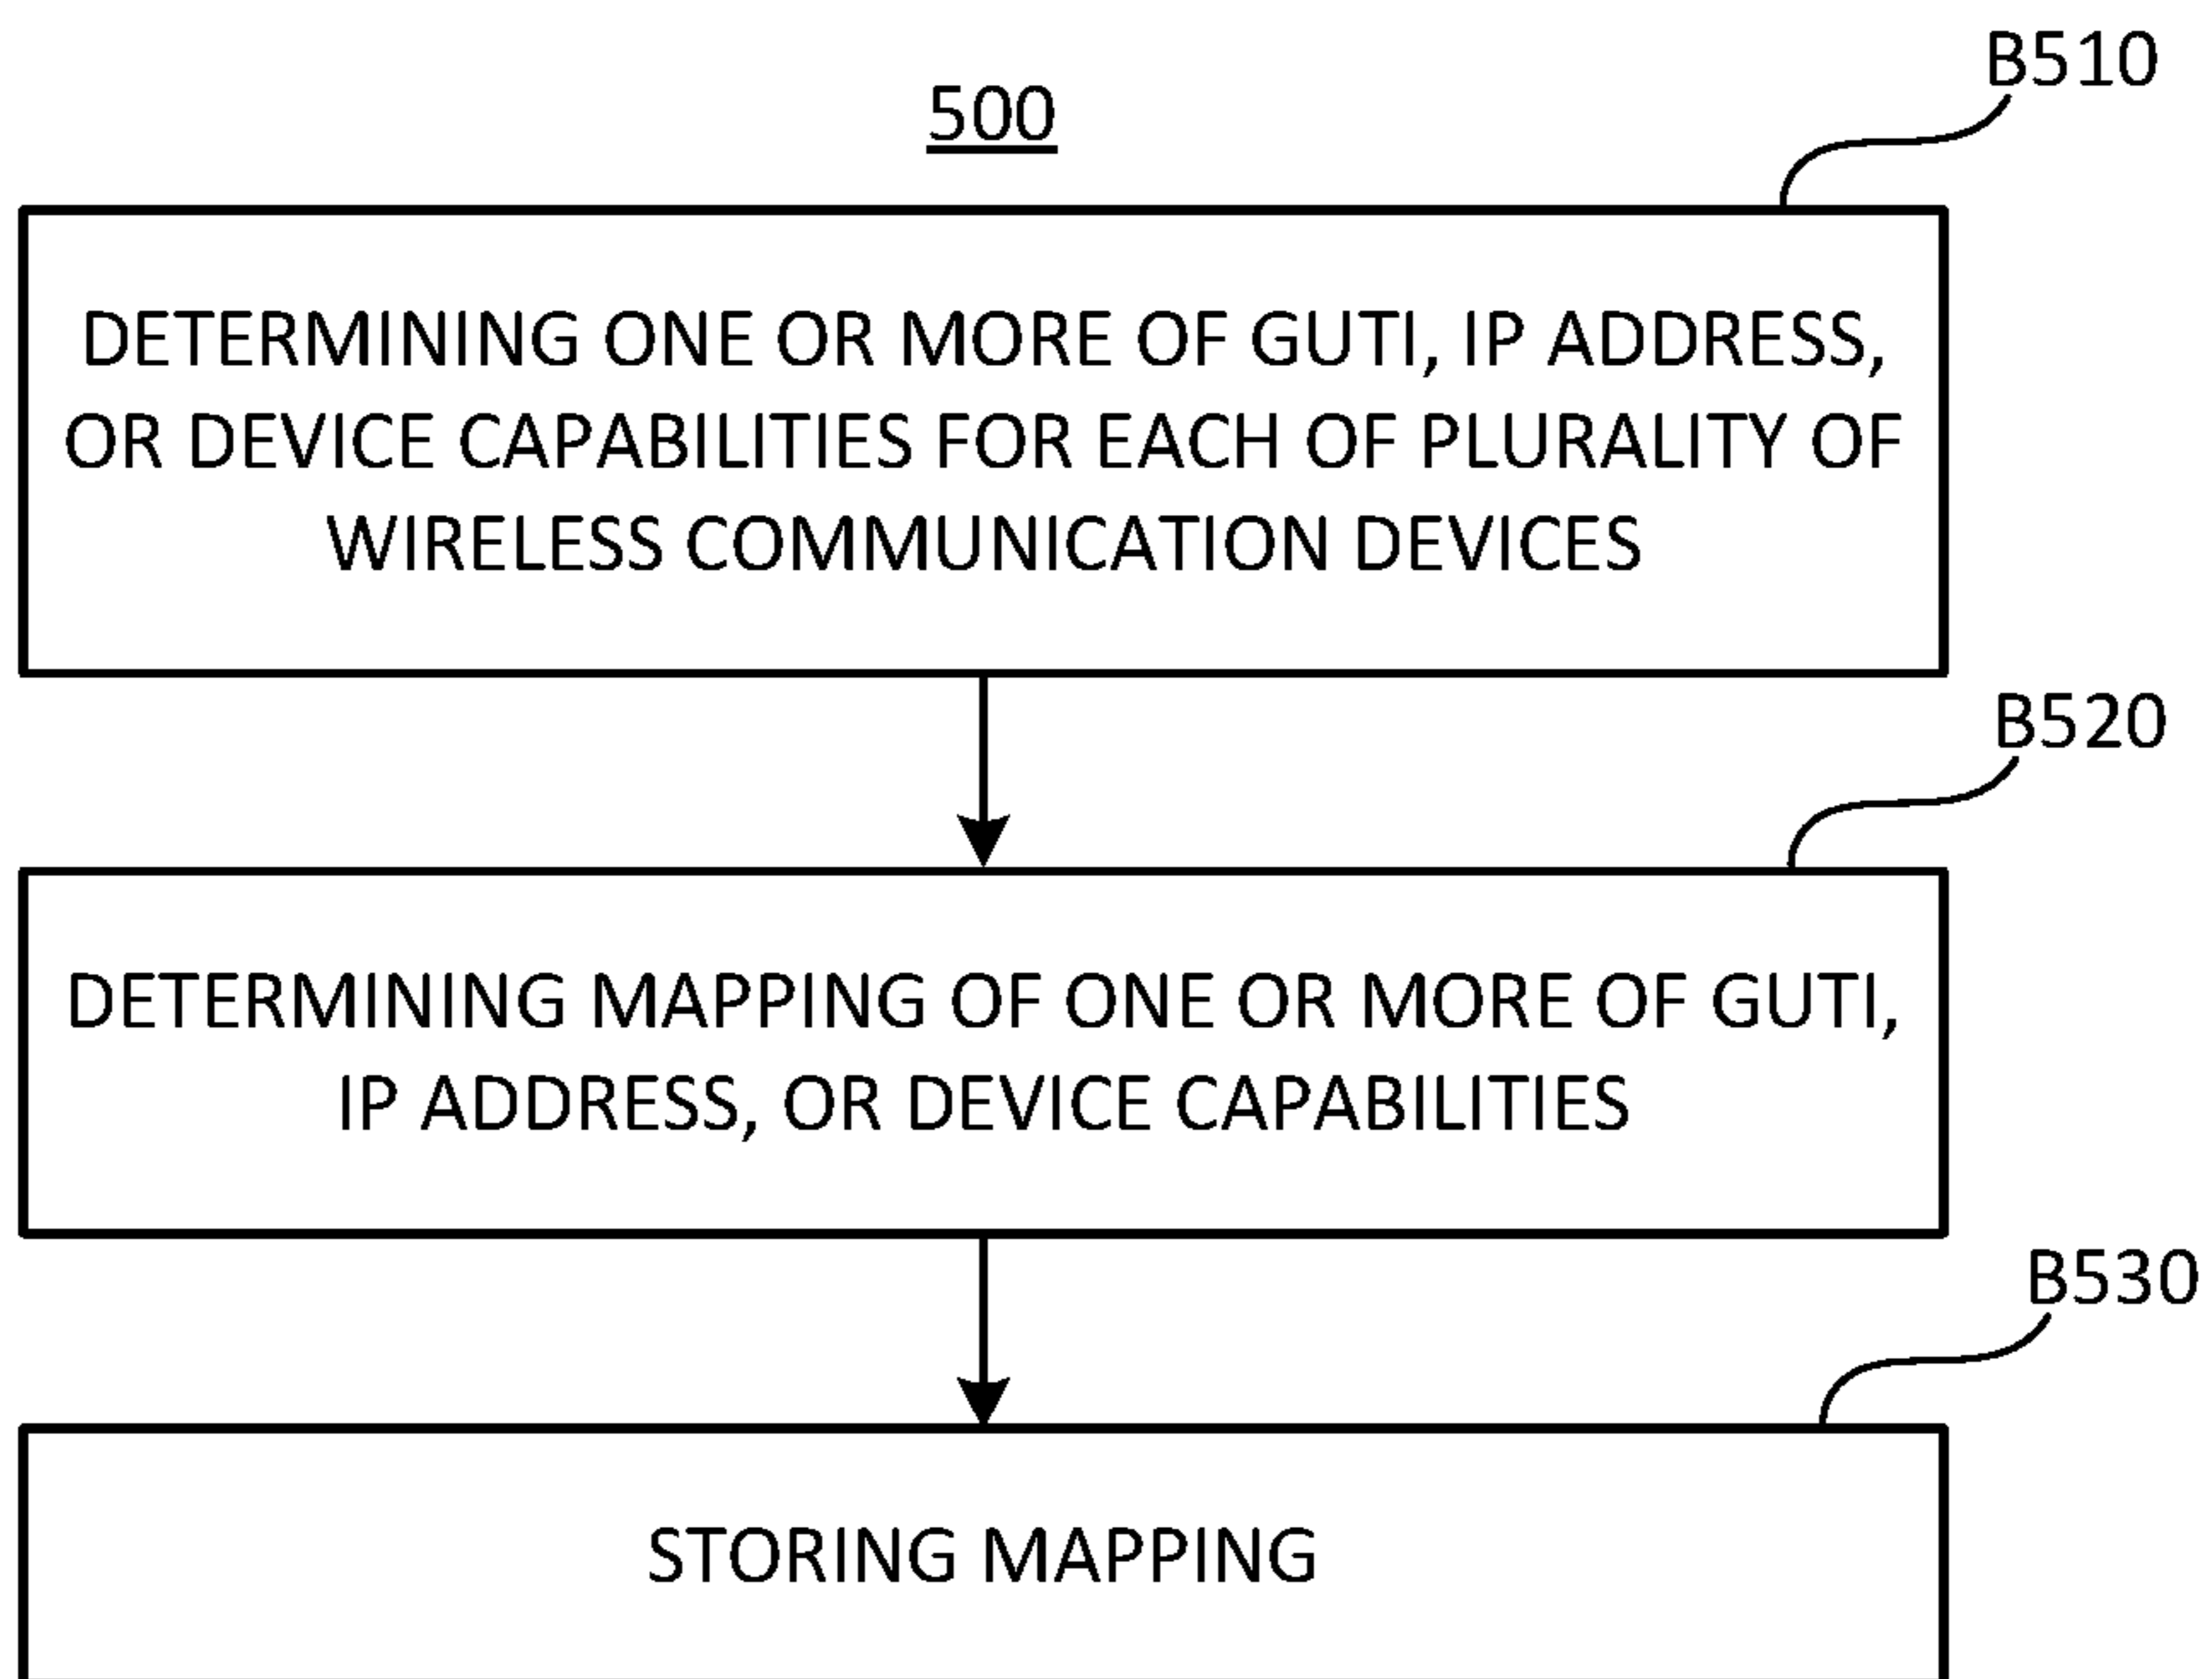 B510
500
DETERMINING ONE OR MORE OF GUTI, IP ADDRESS,
OR DEVICE CAPABILITIES FOR EACH OF PLURALITY OF
WIRELESS COMMUNICATION DEVICES
B520
DETERMINING MAPPING OF ONE OR MORE OF GUTI,
IP ADDRESS, OR DEVICE CAPABILITIES
B530
STORING MAPPING